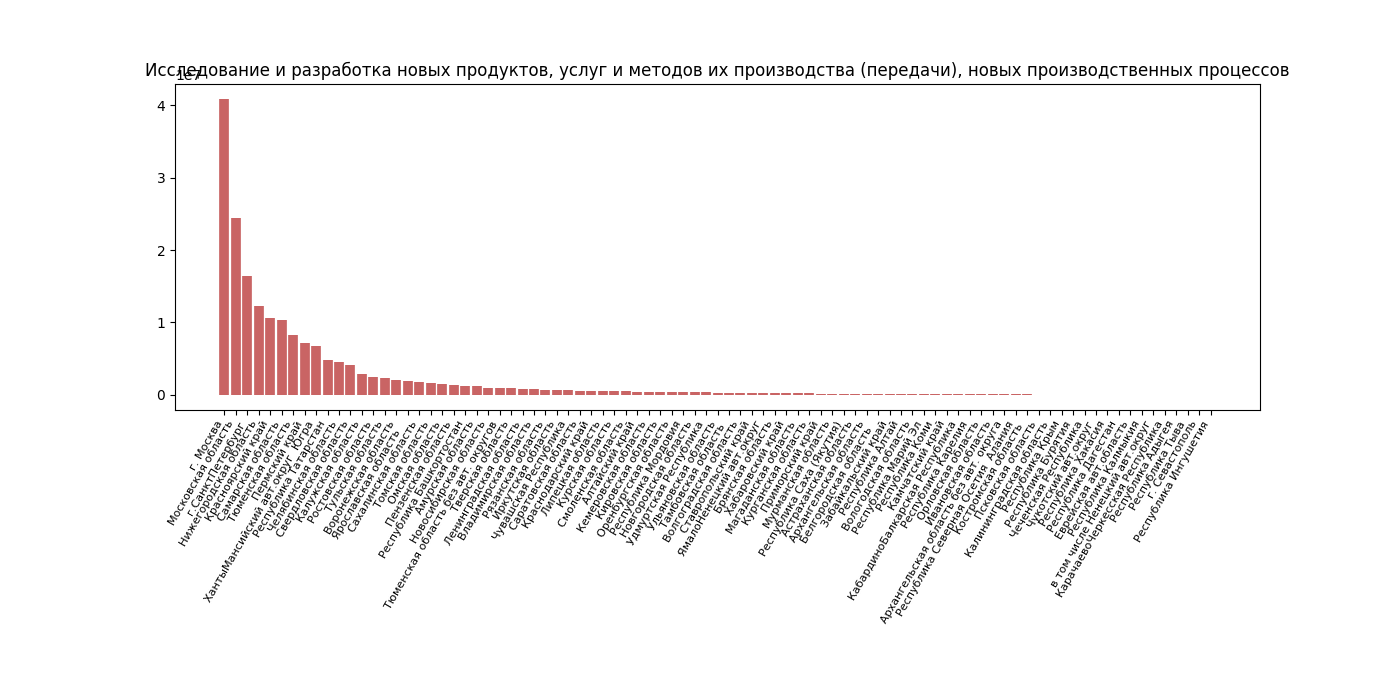 Исследование и разработка новых продуктов, услуг и методов их производства (передачи), новых производственных процессов
1e7
4
3
2
1
0
г. Москва
Московская область
г. Санкт-Петербург
Нижегородская область
Красноярский край
Самарская область
Тюменская область
Пермский край
ХантыМансийский авт. округ Югра
Республика Татарстан
Челябинская область
Свердловская область
Калужская область
Ростовская область
Тульская область
Воронежская область
Ярославская область
Сахалинская область
Томская область
Омская область
Пензенская область
Республика Башкортостан
Амурская область
Новосибирская область
Тюменская область без авт. округов
Тверская область
Ленинградская область
Владимирская область
Рязанская область
Иркутская область
Чувашская Республика
Саратовская область
Краснодарский край
Липецкая область
Курская область
Смоленская область
Алтайский край
Кемеровская область
Кировская область
Оренбургская область
Республика Мордовия
Новгородская область
Удмуртская Республика
Ульяновская область
Тамбовская область
Волгоградская область
Ставропольский край
ЯмалоНененский авт округ
Брянская область
Хабаровский край
Магаданская область
Курганская область
Приморский край
Мурманская область
Республика Саха (Якутия)
Астраханская область
Архангельская область
Белгородская область
Забайкальский край
Республика Алтай
Вологодская область
Республика Марий Эл
Республика Коми
Камчатский край
КабардиноБалкарская Республика
Республика Карелия
Орловская область
Ивановская область
Архангельская область без авт. округа
Республика Северная Осетия Алания
Псковская область
Костромская область
Калининградская область
Республика Крым
Республика Бурятия
Чеченская Республика
Чукотский авт. округ
Республика Хакасия
Республика Дагестан
Еврейская авт. область
Республика Калмыкия
в том числе Ненецкий авт. округ
КарачаевоЧеркесская Республика
Республика Адыгея
Республика Тыва
г. Севастополь
Республика Ингушетия